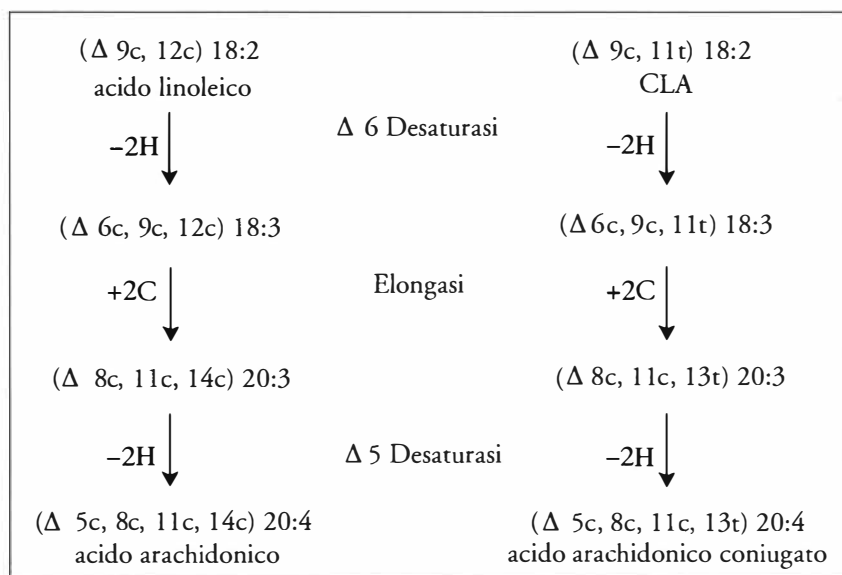 (Δ 9c, 12c) 18:2 (Δ 9c, 11t) 18:2
acido linoleico CLA
Δ 6 Desaturasi
–2H –2H
(Δ 6c, 9c, 12c) 18:3 (Δ6c, 9c, 11t) 18:3
+2C Elongasi +2C
(Δ 8c, 11c, 14c) 20:3 (Δ 8c, 11c, 13t) 20:3
–2H Δ 5 Desaturasi –2H
(Δ 5c, 8c, 11c, 14c) 20:4 (Δ 5c, 8c, 11c, 13t) 20:4
acido arachidonico acido arachidonico coniugato